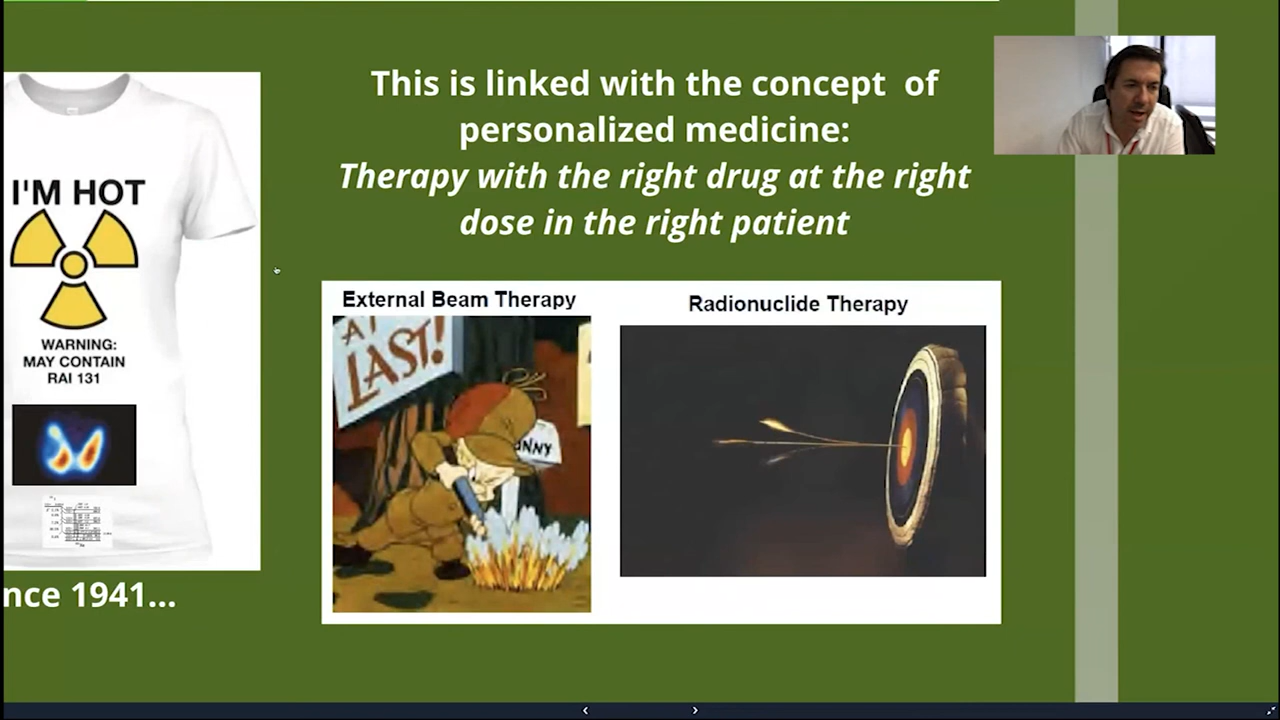 This is linked with the concept of
personalized medicine:
Therapy with the right drug at the right
dose in the right patient
I'M HOT
WARNING:
MAY CONTAIN
RAI 131
nce 1941...
External Beam Therapy
AT
LAST!
NNY
Radionuclide Therapy